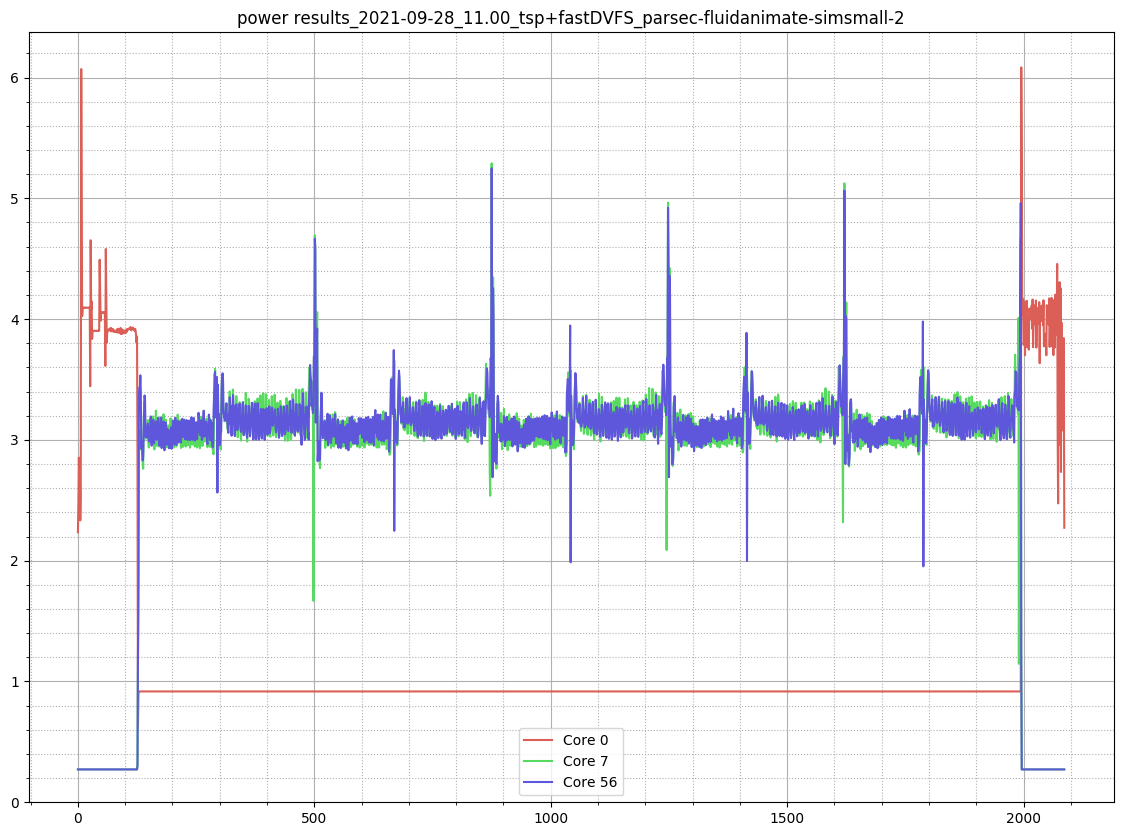 power results_2021-09-28_11.00_tsp+fastDVFS_parsec-fluidanimate-simsmall-2
6
5
4
3
2
1
0
Core 0
Core 7
Core 56
0 500 1000 1500 2000